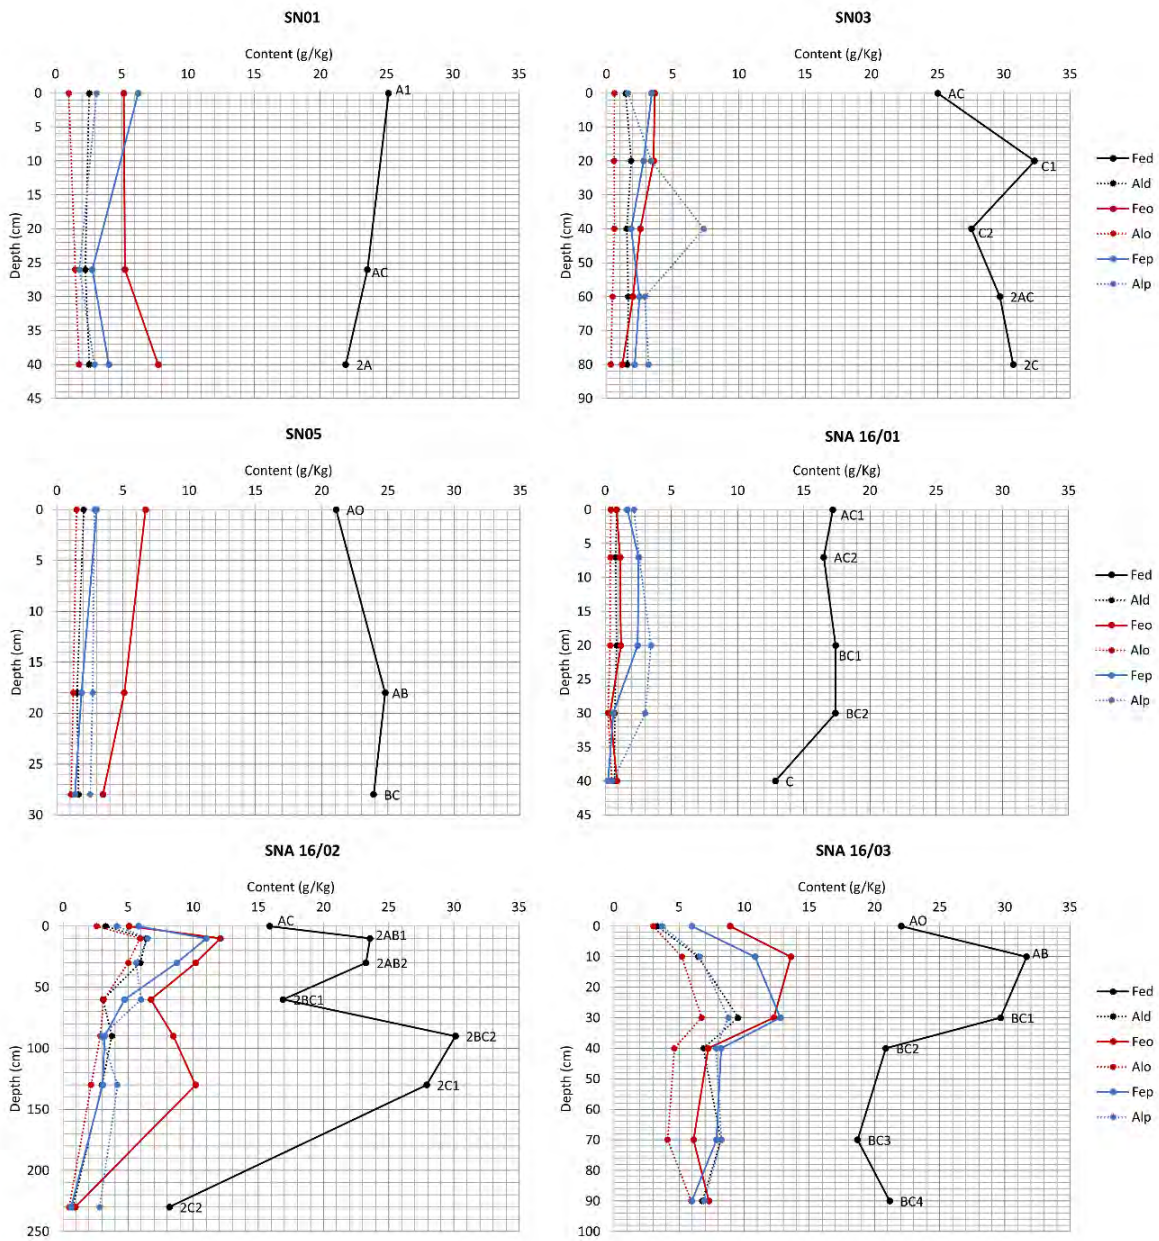 SN01
Content (g/Kg)
0 5 10 15 20 25 30 35
Depth (cm)
0
5
10
15
20
25
30
35
40
45
A1
AC
2A
SN03
Content (g/Kg)
0 5 10 15 20 25 30 35
Depth (cm)
0
10
20
30
40
50
60
70
80
90
AC
C1
C2
2AC
2C
Fed
Ald
Feo
Alo
Fep
Alp
SN05
Content (g/Kg)
0 5 10 15 20 25 30 35
Depth (cm)
0
5
10
15
20
25
30
AO
AB
BC
SNA 16/01
Content (g/Kg)
0 5 10 15 20 25 30 35
Depth (cm)
0
5
10
15
20
25
30
35
40
45
AC1
AC2
BC1
BC2
C
Fed
Ald
Feo
Alo
Fep
Alp
SNA 16/02
Content (g/Kg)
0 5 10 15 20 25 30 35
Depth (cm)
0
50
100
150
200
250
AC
2AB1
2AB2
2BC1
2BC2
2C1
2C2
SNA 16/03
Content (g/Kg)
0 5 10 15 20 25 30 35
Depth (cm)
0
10
20
30
40
50
60
70
80
90
100
AO
AB
BC1
BC2
BC3
BC4
Fed
Ald
Feo
Alo
Fep
Alp